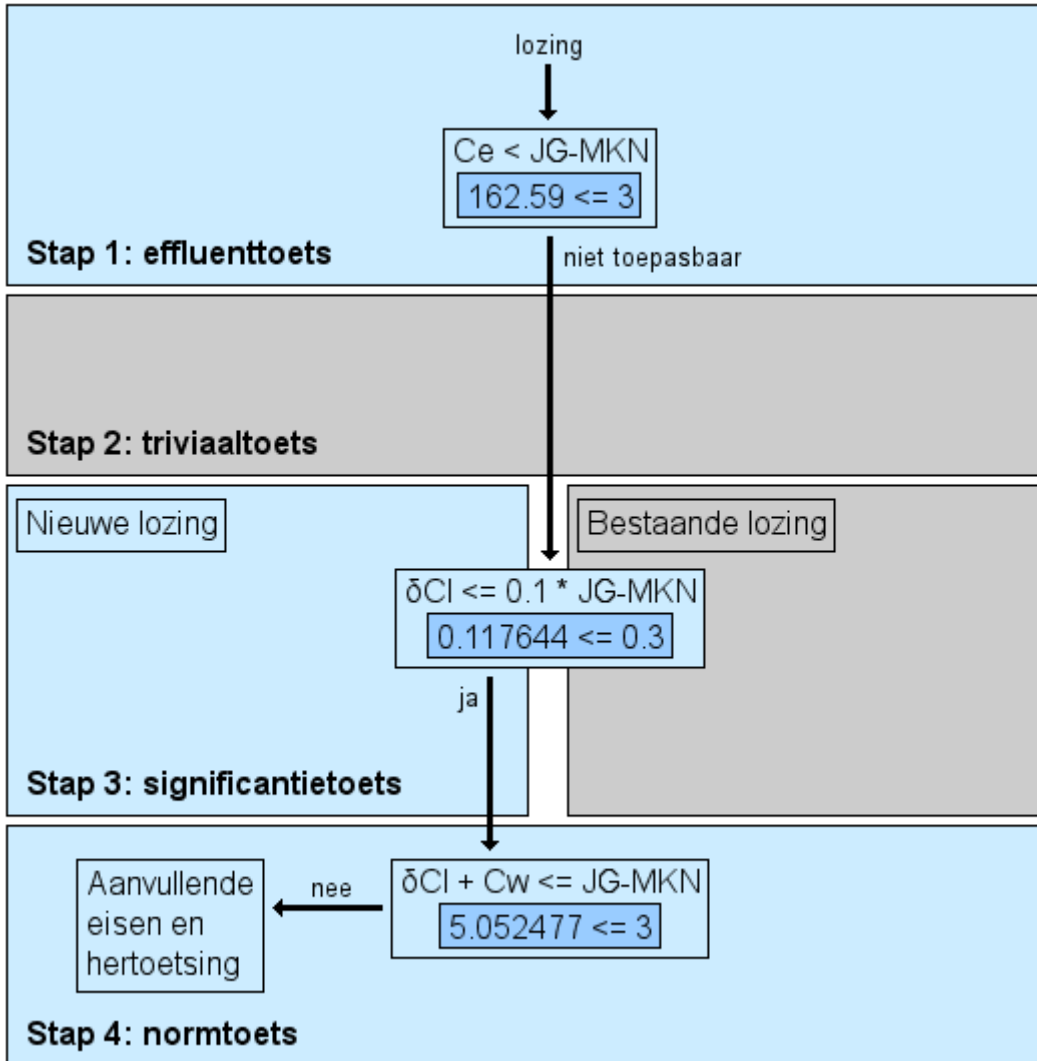 lozing
Ce < JG-MKN
162.59 <= 3
Stap 1: effluenttoets
niet toepasbaar
Stap 2: triviaaltoets
Nieuwe lozing
Bestaande lozing
δCl <= 0.1 * JG-MKN
0.117644 <= 0.3
ja
Stap 3: significantietoets
Aanvullende
eisen en
hertoetsing
nee
δCl + Cw <= JG-MKN
5.052477 <= 3
Stap 4: normtoets